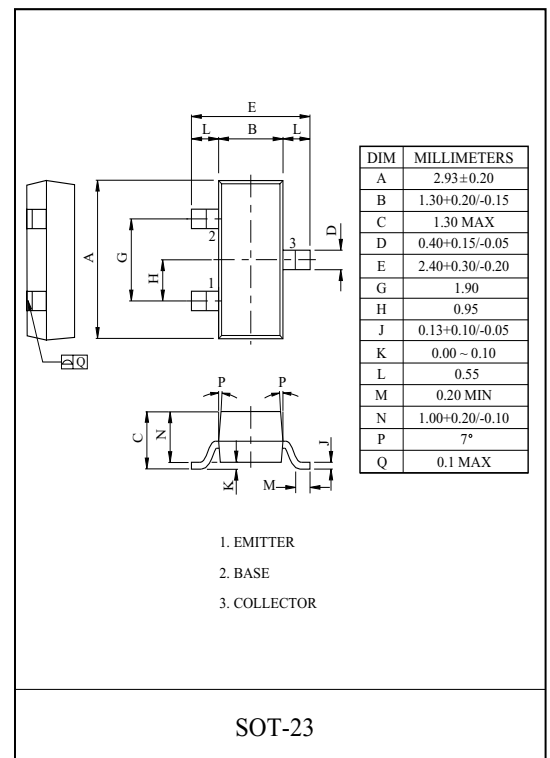 E
L B L
A
G
H
D
2
3
1
Q
P P
C
N
J
K
M
DIM MILLIMETERS
A 2.93±0.20
B 1.30+0.20/-0.15
C 1.30 MAX
D 0.40+0.15/-0.05
E 2.40+0.30/-0.20
G 1.90
H 0.95
J 0.13+0.10/-0.05
K 0.00 ~ 0.10
L 0.55
M 0.20 MIN
N 1.00+0.20/-0.10
P 7°
Q 0.1 MAX
1. EMITTER
2. BASE
3. COLLECTOR
SOT-23